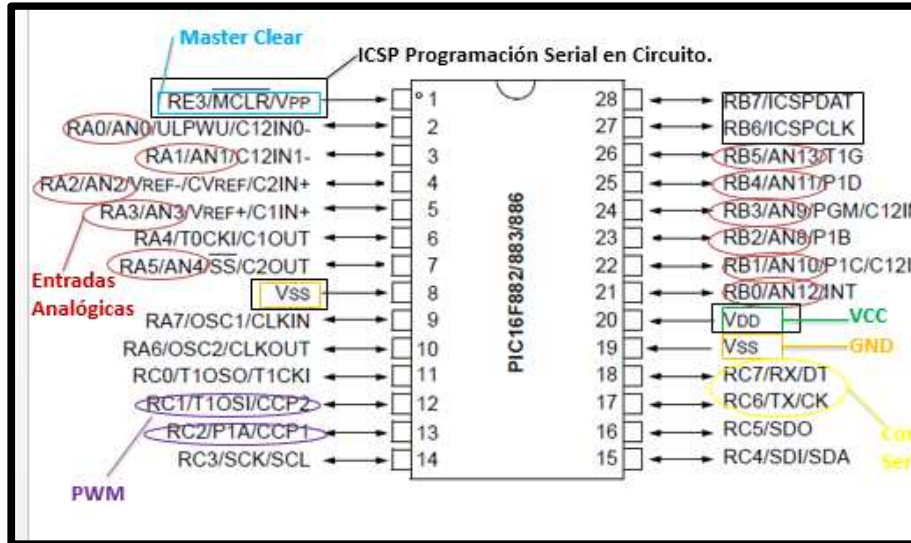 Master Clear
ICSP Programación Serial en Circuito.
RE3/MCLR/VPP
1
28
RB7/ICSPDAT
RA0/AN0/ULPWU/C12IN0-
2
27
RB6/ICSPCLK
RA1/AN1/C12IN1-
3
26
RB5/AN13/T1G
RA2/AN2/VREF-/CVREF/C2IN+
4
25
RB4/AN11/P1D
RA3/AN3/VREF+/C1IN+
5
24
RB3/AN9/PGM/C12IN
RA4/T0CKI/C1OUT
6
23
RB2/AN8/P1B
Entradas
Analógicas
RA5/AN4/SS/C2OUT
7
22
RB1/AN10/P1C/C12I
VSS
8
21
RB0/AN12/INT
RA7/OSC1/CLKIN
9
20
VDD
VCC
RA6/OSC2/CLKOUT
10
19
VSS
GND
RC0/T1OSO/T1CKI
11
18
RC7/RX/DT
RC1/T1OSI/CCP2
12
17
RC6/TX/CK
RC2/P1A/CCP1
13
16
RC5/SDO
RC3/SCK/SCL
14
15
RC4/SDI/SDA
PIC16F882/883/886
PWM